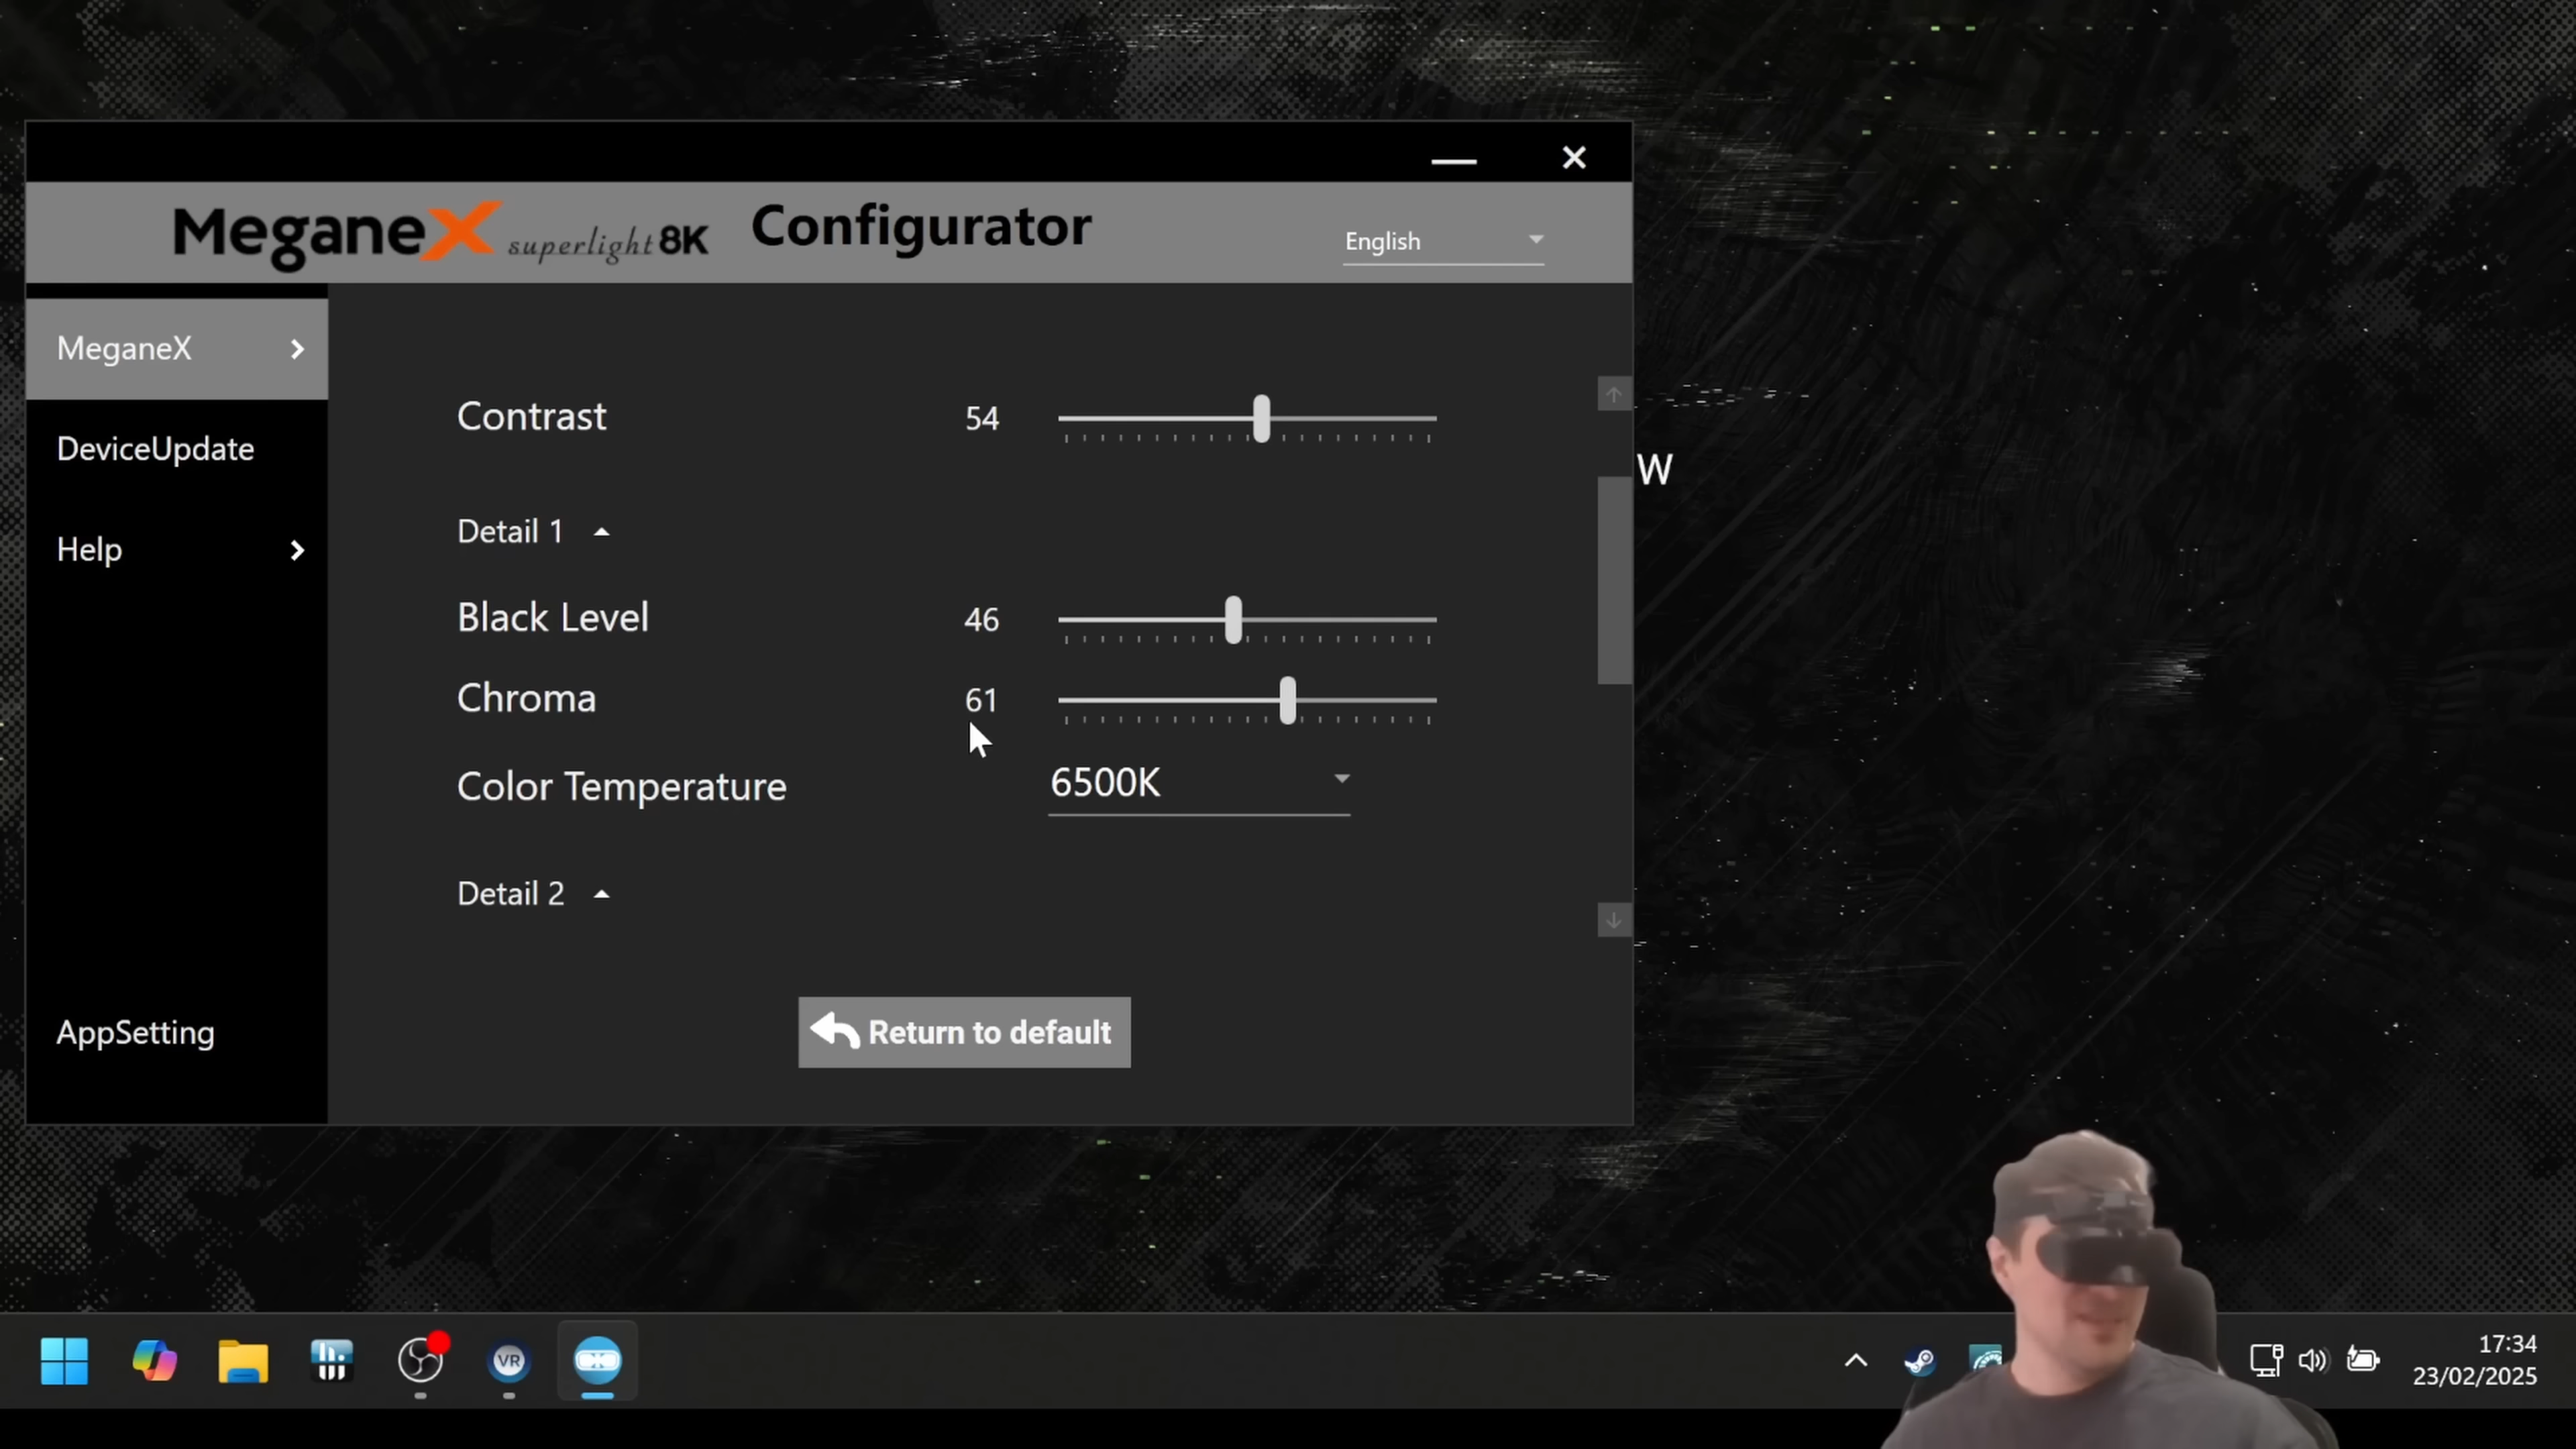 MeganeX superlight 8K Configurator
English
MeganeX
DeviceUpdate
Help
AppSetting
Contrast 54
Detail 1
Black Level 46
Chroma 61
Color Temperature 6500K
Detail 2
Return to default
W
VR
17:34
23/02/2025